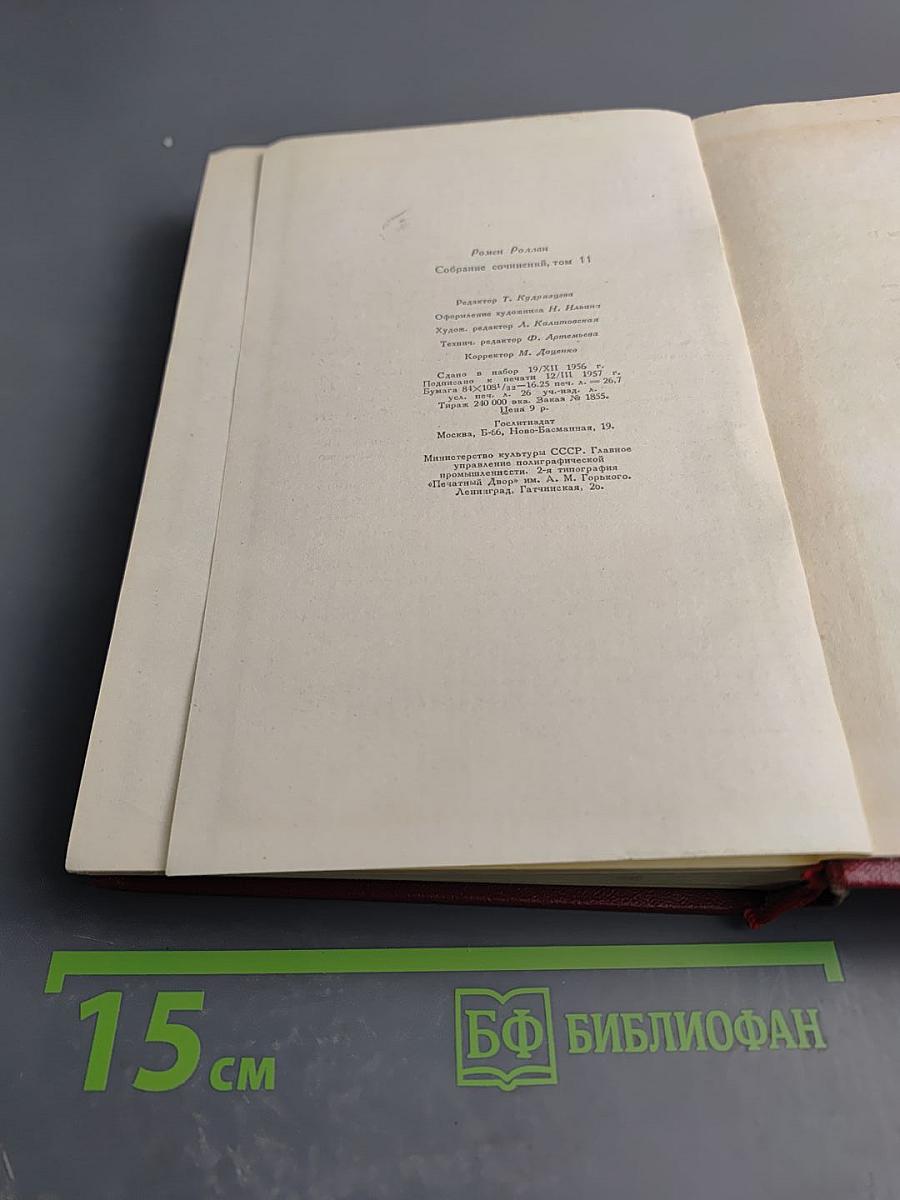 Ромен Роллан
Собрание сочинений, том 11
Редактор Т. Кудрявцева
Оформление художника Н. Ильина
Худож. редактор Л. Калитовская
Технич. редактор Ф. Артемьева
Корректор М. Доценко
Сдано в набор 19/XII 1956 г.
Подписано к печати 12/III 1957 г.
Бумага 84×108¹/₃₂—16.25 печ. л. = 26,7
усл. печ. л. 26 уч.-изд. л.
Тираж 240 000 экз. Заказ № 1855.
Цена 9 р.
Гослитиздат
Москва, Б-66, Ново-Басманная, 19.
Министерство культуры СССР. Главное
управление полиграфической
промышленности. 2-я типография
«Печатный Двор» им. А. М. Горького.
Ленинград, Гатчинская, 26.
15 см
БФ БИБЛИОФАН